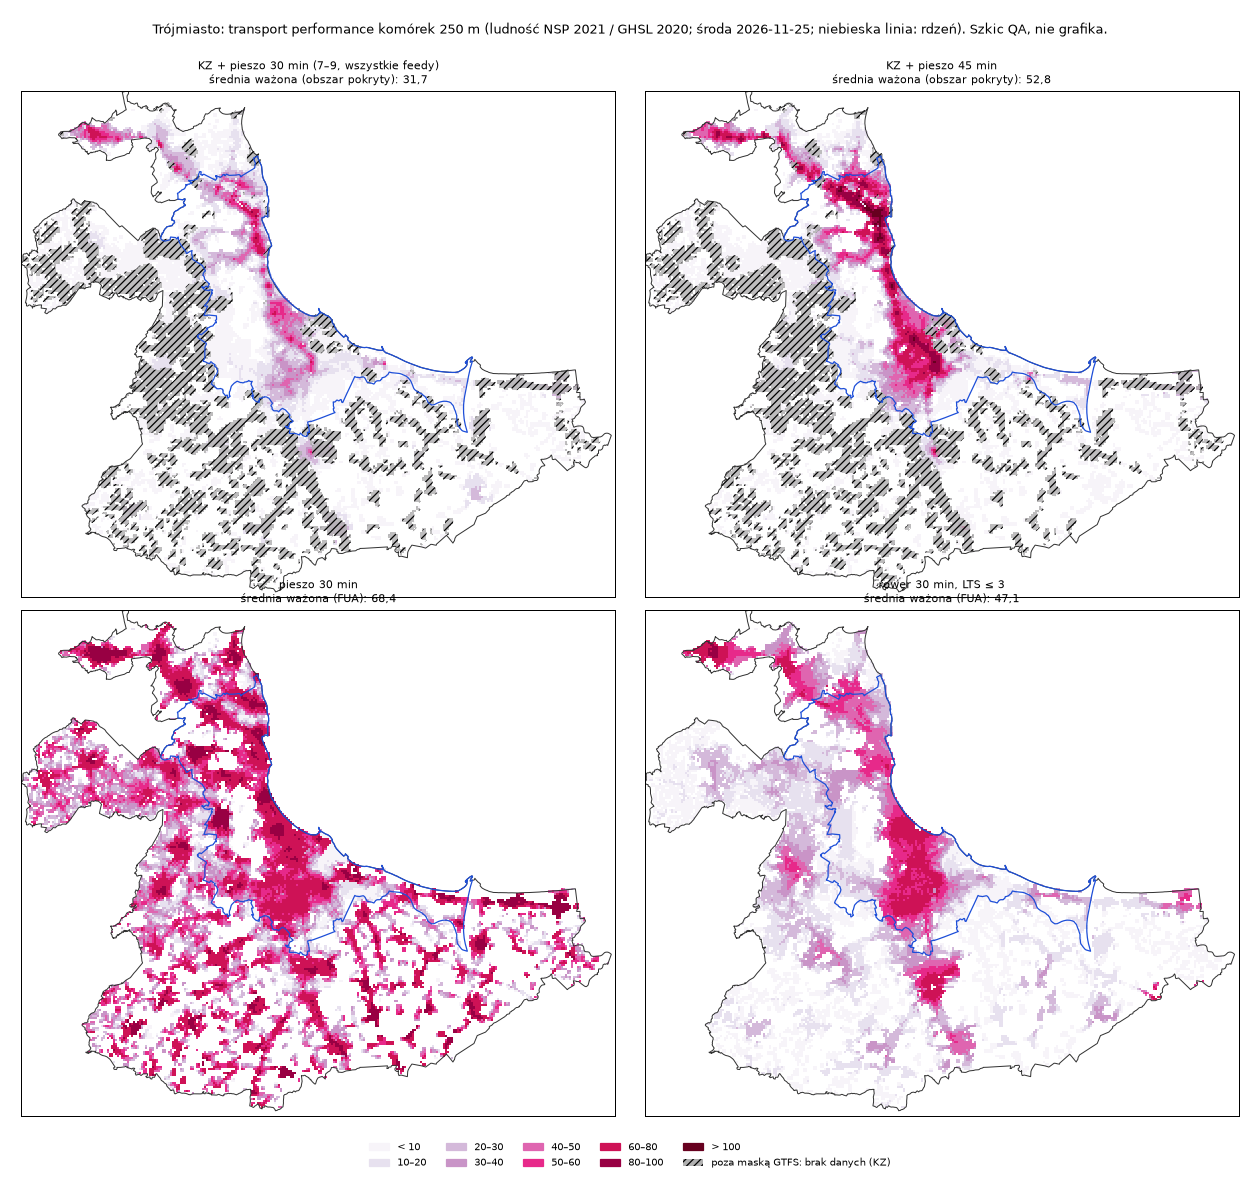 Trójmiasto: transport performance komórek 250 m (ludność NSP 2021 / GHSL 2020; środa 2026-11-25; niebieska linia: rdzeń). Szkic QA, nie grafika.
KZ + pieszo 30 min (7–9, wszystkie feedy)
średnia ważona (obszar pokryty): 31,7
KZ + pieszo 45 min
średnia ważona (obszar pokryty): 52,8
pieszo 30 min
średnia ważona (FUA): 68,4
rower 30 min, LTS ≤ 3
średnia ważona (FUA): 47,1
< 10
10–20
20–30
30–40
40–50
50–60
60–80
80–100
> 100
poza maską GTFS: brak danych (KZ)